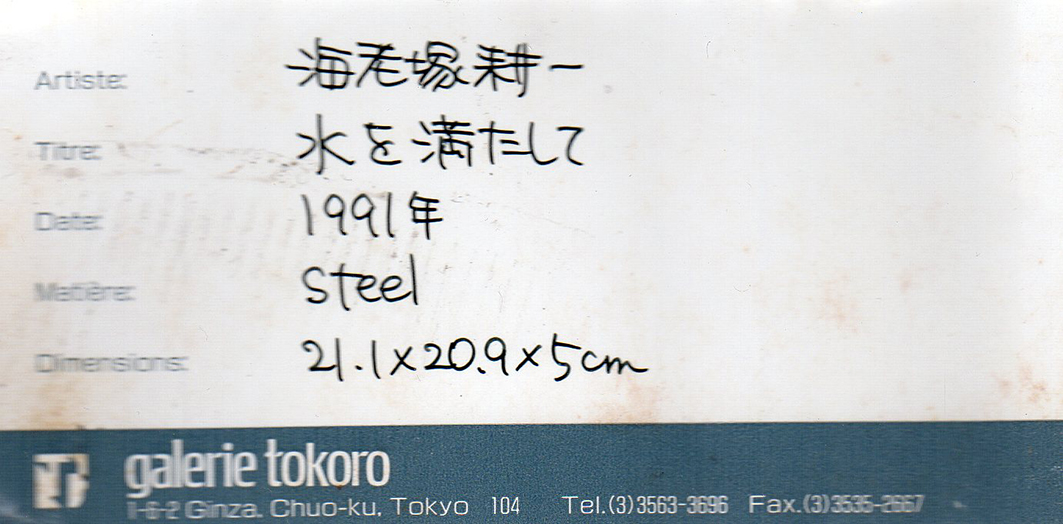 Artiste: 海老塚耕一
Titre: 水を満たして
Date: 1991年
Matière: steel
Dimensions: 21.1×20.9×5cm
galerie tokoro
1-6-2 Ginza. Chuo-ku, Tokyo 104 Tel.(3)3563-3696 Fax.(3)3535-2667